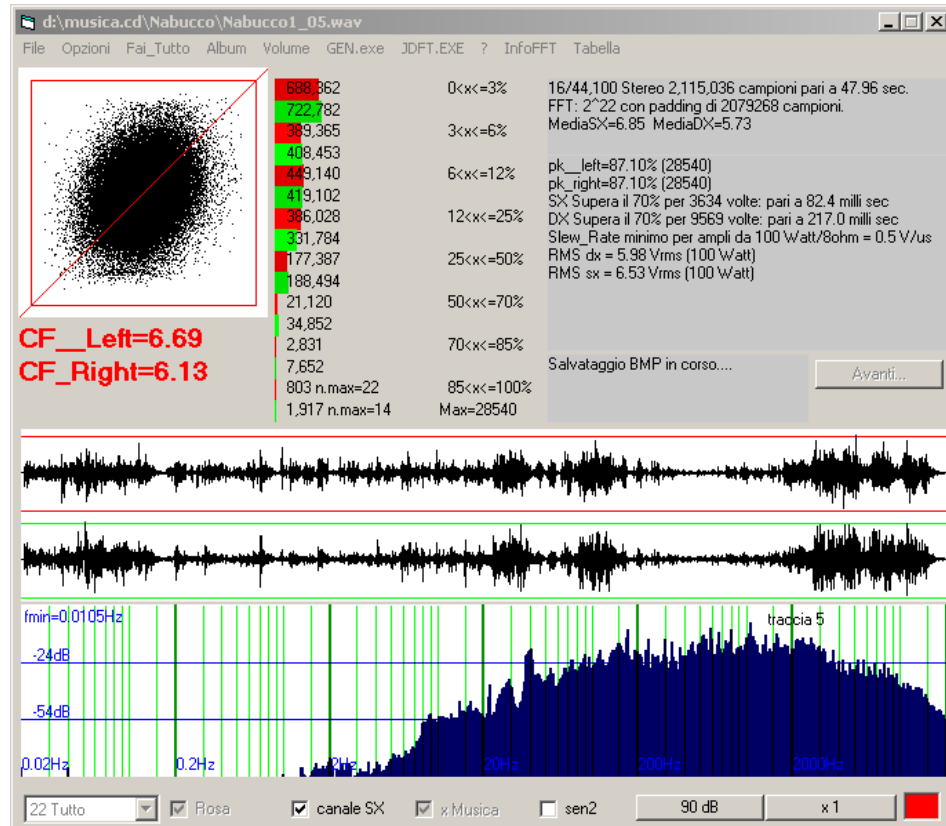 d:\musica.cd\Nabucco\Nabucco1_05.wav
File Opzioni Fai_Tutto Album Volume GEN.exe JDFT.EXE ? InfoFFT Tabella
688,362 0<x<=3%
722,782
389,365 3<x<=6%
408,453
449,140 6<x<=12%
419,102
386,028 12<x<=25%
331,784
177,387 25<x<=50%
188,494
21,120 50<x<=70%
34,852
2,831 70<x<=85%
7,652
803 n.max=22 85<x<=100%
1,917 n.max=14 Max=28540
16/44,100 Stereo 2,115,036 campioni pari a 47.96 sec.
FFT: 2^22 con padding di 2079268 campioni.
MediaSX=6.85 MediaDX=5.73
pk__left=87.10% (28540)
pk_right=87.10% (28540)
SX Supera il 70% per 3634 volte: pari a 82.4 milli sec
DX Supera il 70% per 9569 volte: pari a 217.0 milli sec
Slew_Rate minimo per ampli da 100 Watt/8ohm = 0.5 V/us
RMS dx = 5.98 Vrms (100 Watt)
RMS sx = 6.53 Vrms (100 Watt)
CF__Left=6.69
CF_Right=6.13
Salvataggio BMP in corso....
Avanti...
fmin=0.0105Hz
traccia 5
-24dB
-54dB
0.02Hz 0.2Hz 2Hz 20Hz 200Hz 2000Hz
22 Tutto Rosa canale SX x Musica sen2 90 dB x 1